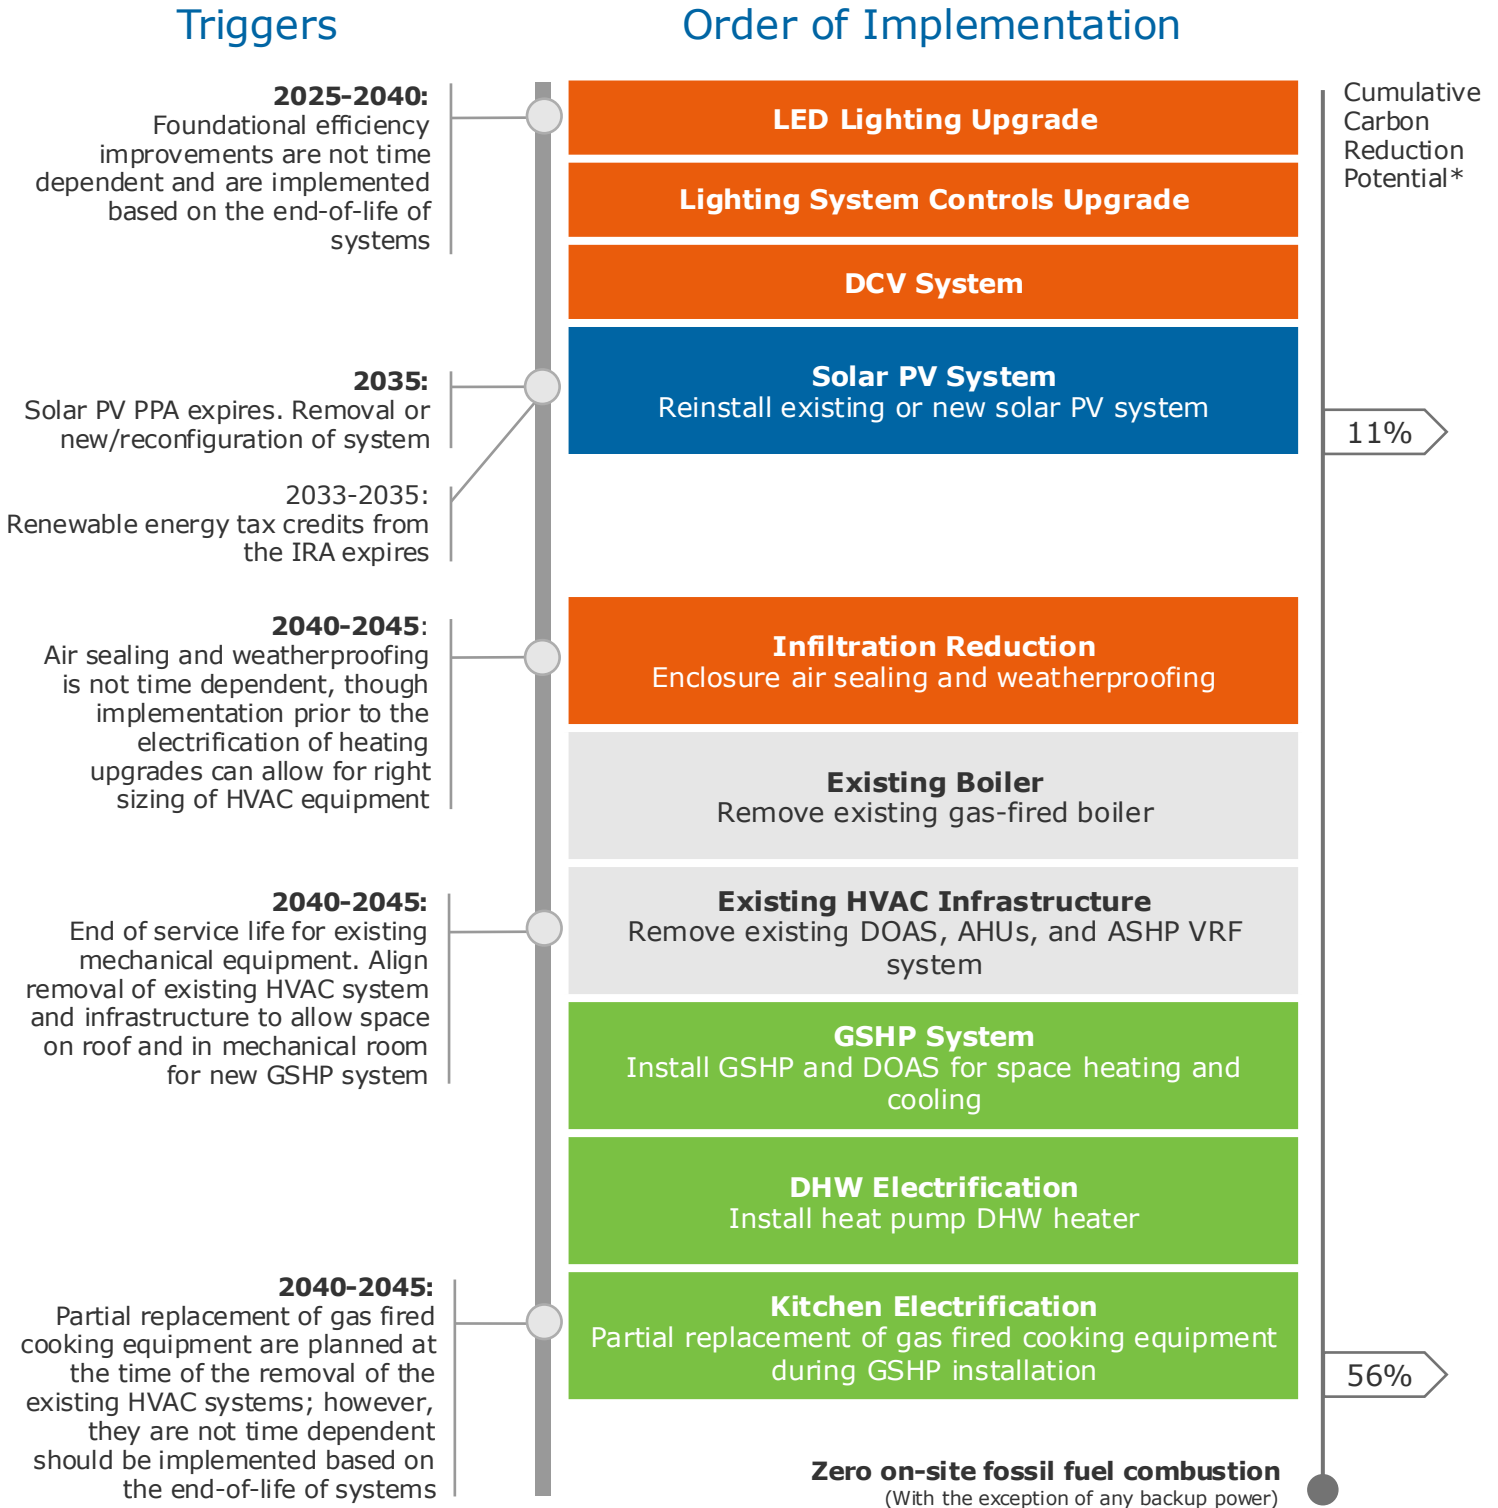 Triggers
Order of Implementation
2025-2040:
Foundational efficiency
improvements are not time
dependent and are implemented
based on the end-of-life of
systems
LED Lighting Upgrade
Lighting System Controls Upgrade
DCV System
Cumulative
Carbon
Reduction
Potential*
2035:
Solar PV PPA expires. Removal or
new/reconfiguration of system
Solar PV System
Reinstall existing or new solar PV system
11%
2033-2035:
Renewable energy tax credits from
the IRA expires
2040-2045:
Air sealing and weatherproofing
is not time dependent, though
implementation prior to the
electrification of heating
upgrades can allow for right
sizing of HVAC equipment
Infiltration Reduction
Enclosure air sealing and weatherproofing
Existing Boiler
Remove existing gas-fired boiler
2040-2045:
End of service life for existing
mechanical equipment. Align
removal of existing HVAC system
and infrastructure to allow space
on roof and in mechanical room
for new GSHP system
Existing HVAC Infrastructure
Remove existing DOAS, AHUs, and ASHP VRF
system
GSHP System
Install GSHP and DOAS for space heating and
cooling
DHW Electrification
Install heat pump DHW heater
2040-2045:
Partial replacement of gas fired
cooking equipment are planned at
the time of the removal of the
existing HVAC systems; however,
they are not time dependent
should be implemented based on
the end-of-life of systems
Kitchen Electrification
Partial replacement of gas fired cooking equipment
during GSHP installation
56%
Zero on-site fossil fuel combustion
(With the exception of any backup power)